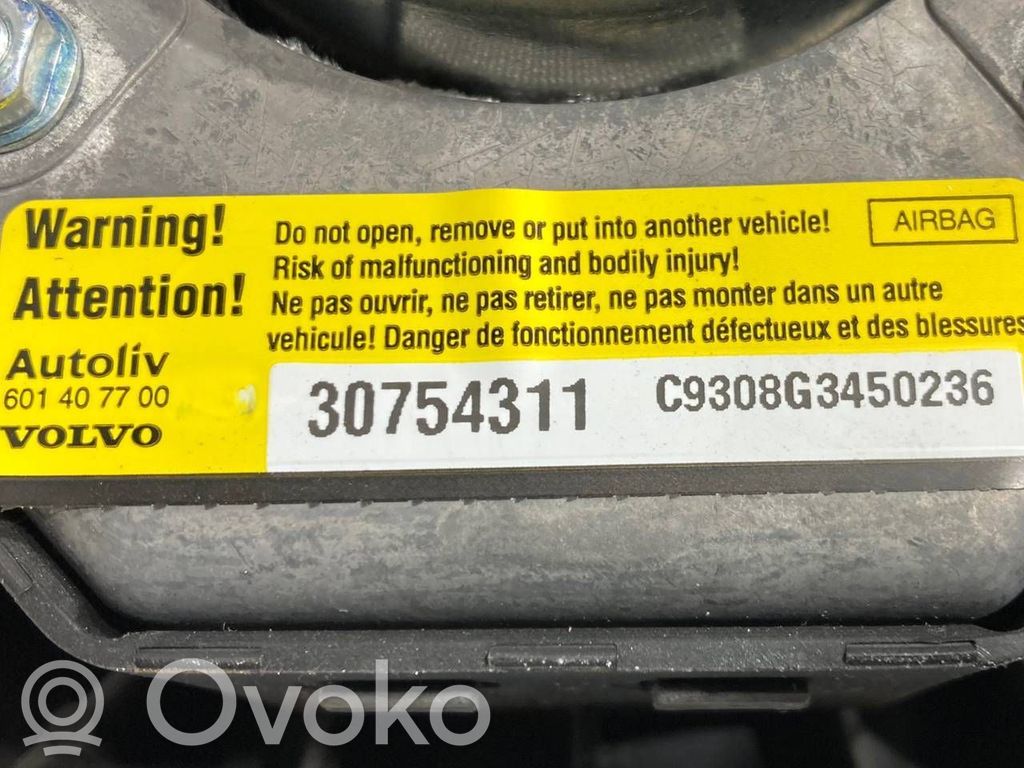 Warning!
Attention!
Do not open, remove or put into another vehicle!
Risk of malfunctioning and bodily injury!
Ne pas ouvrir, ne pas retirer, ne pas monter dans un autre
vehicule! Danger de fonctionnement défectueux et des blessures
AIRBAG
Autoliv
601 40 77 00
VOLVO
30754311
C9308G3450236
Ovoko